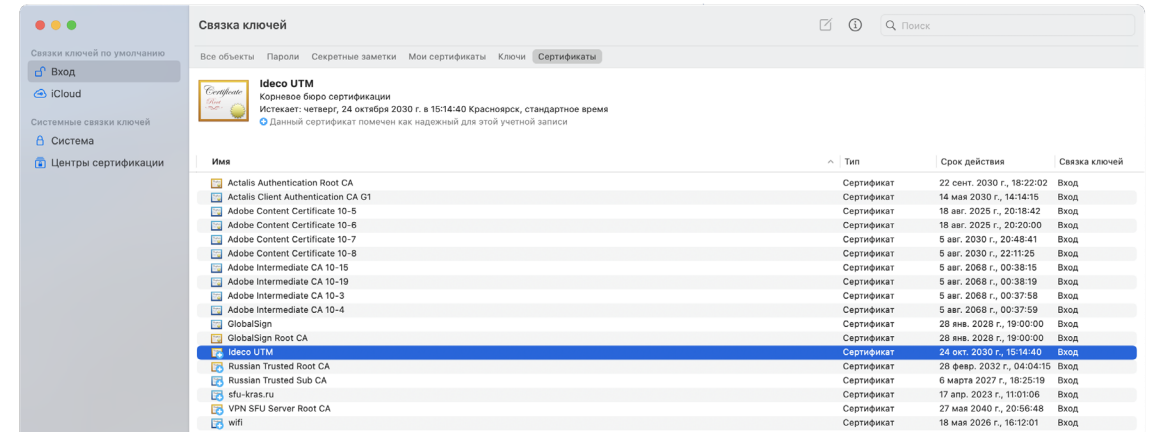 Связка ключей
Поиск
Связки ключей по умолчанию
Вход
iCloud
Системные связки ключей
Система
Центры сертификации
Все объекты Пароли Секретные заметки Мои сертификаты Ключи Сертификаты
Certificate
Root
Ideco UTM
Корневое бюро сертификации
Истекает: четверг, 24 октября 2030 г. в 15:14:40 Красноярск, стандартное время
Данный сертификат помечен как надежный для этой учетной записи
Имя Тип Срок действия Связка ключей
Actalis Authentication Root CA Сертификат 22 сент. 2030 г., 18:22:02 Вход
Actalis Client Authentication CA G1 Сертификат 14 мая 2030 г., 14:14:15 Вход
Adobe Content Certificate 10-5 Сертификат 18 авг. 2025 г., 20:18:42 Вход
Adobe Content Certificate 10-6 Сертификат 18 авг. 2025 г., 20:20:00 Вход
Adobe Content Certificate 10-7 Сертификат 5 авг. 2030 г., 20:48:41 Вход
Adobe Content Certificate 10-8 Сертификат 5 авг. 2030 г., 22:11:25 Вход
Adobe Intermediate CA 10-15 Сертификат 5 авг. 2068 г., 00:38:15 Вход
Adobe Intermediate CA 10-19 Сертификат 5 авг. 2068 г., 00:38:19 Вход
Adobe Intermediate CA 10-3 Сертификат 5 авг. 2068 г., 00:37:58 Вход
Adobe Intermediate CA 10-4 Сертификат 5 авг. 2068 г., 00:37:59 Вход
GlobalSign Сертификат 28 янв. 2028 г., 19:00:00 Вход
GlobalSign Root CA Сертификат 28 янв. 2028 г., 19:00:00 Вход
Ideco UTM Сертификат 24 окт. 2030 г., 15:14:40 Вход
Russian Trusted Root CA Сертификат 28 февр. 2032 г., 04:04:15 Вход
Russian Trusted Sub CA Сертификат 6 марта 2027 г., 18:25:19 Вход
sfu-kras.ru Сертификат 17 апр. 2023 г., 11:01:06 Вход
VPN SFU Server Root CA Сертификат 27 мая 2040 г., 20:56:48 Вход
wifi Сертификат 18 мая 2026 г., 16:12:01 Вход